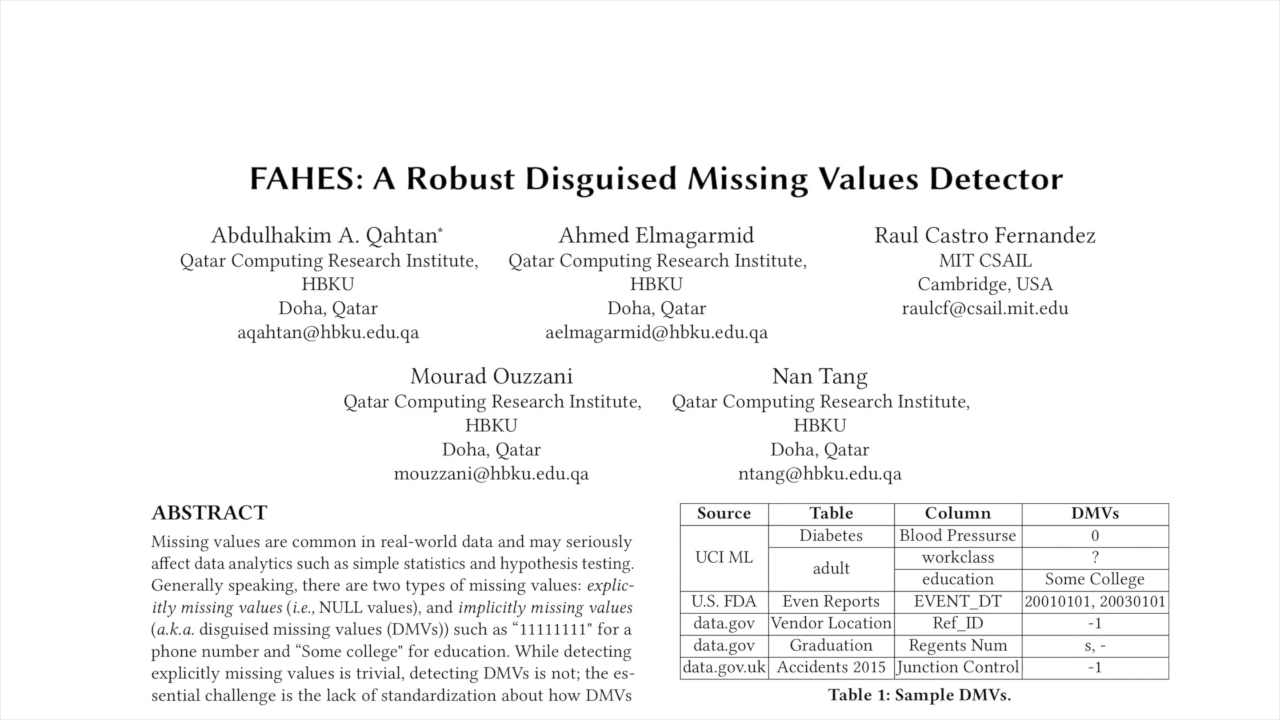 FAHES: A Robust Disguised Missing Values Detector
Abdulhakim A. Qahtan*
Qatar Computing Research Institute,
HBKU
Doha, Qatar
aqahtan@hbku.edu.qa
Ahmed Elmagarmid
Qatar Computing Research Institute,
HBKU
Doha, Qatar
aelmagarmid@hbku.edu.qa
Raul Castro Fernandez
MIT CSAIL
Cambridge, USA
raulcf@csail.mit.edu
Mourad Ouzzani
Qatar Computing Research Institute,
HBKU
Doha, Qatar
mouzzani@hbku.edu.qa
Nan Tang
Qatar Computing Research Institute,
HBKU
Doha, Qatar
ntang@hbku.edu.qa
ABSTRACT
Missing values are common in real-world data and may seriously
affect data analytics such as simple statistics and hypothesis testing.
Generally speaking, there are two types of missing values: explic-
itly missing values (i.e., NULL values), and implicitly missing values
(a.k.a. disguised missing values (DMVs)) such as “11111111" for a
phone number and “Some college" for education. While detecting
explicitly missing values is trivial, detecting DMVs is not; the es-
sential challenge is the lack of standardization about how DMVs
Source Table Column DMVs
UCI ML Diabetes Blood Pressurse 0
adult workclass ?
education Some College
U.S. FDA Even Reports EVENT_DT 20010101, 20030101
data.gov Vendor Location Ref_ID -1
data.gov Graduation Regents Num s, -
data.gov.uk Accidents 2015 Junction Control -1
Table 1: Sample DMVs.